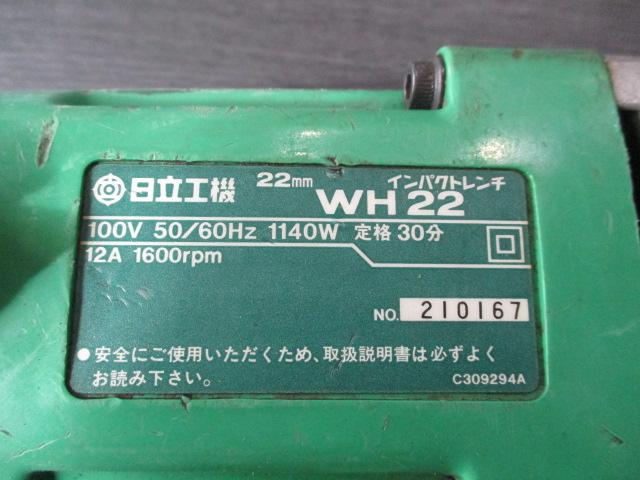 日立工機 22mm インパクトレンチ
WH 22
100V 50/60Hz 1140W 定格 30分
12A 1600rpm
NO. 210167
●安全にご使用いただくため、取扱説明書は必ずよく
お読み下さい。
C309294A